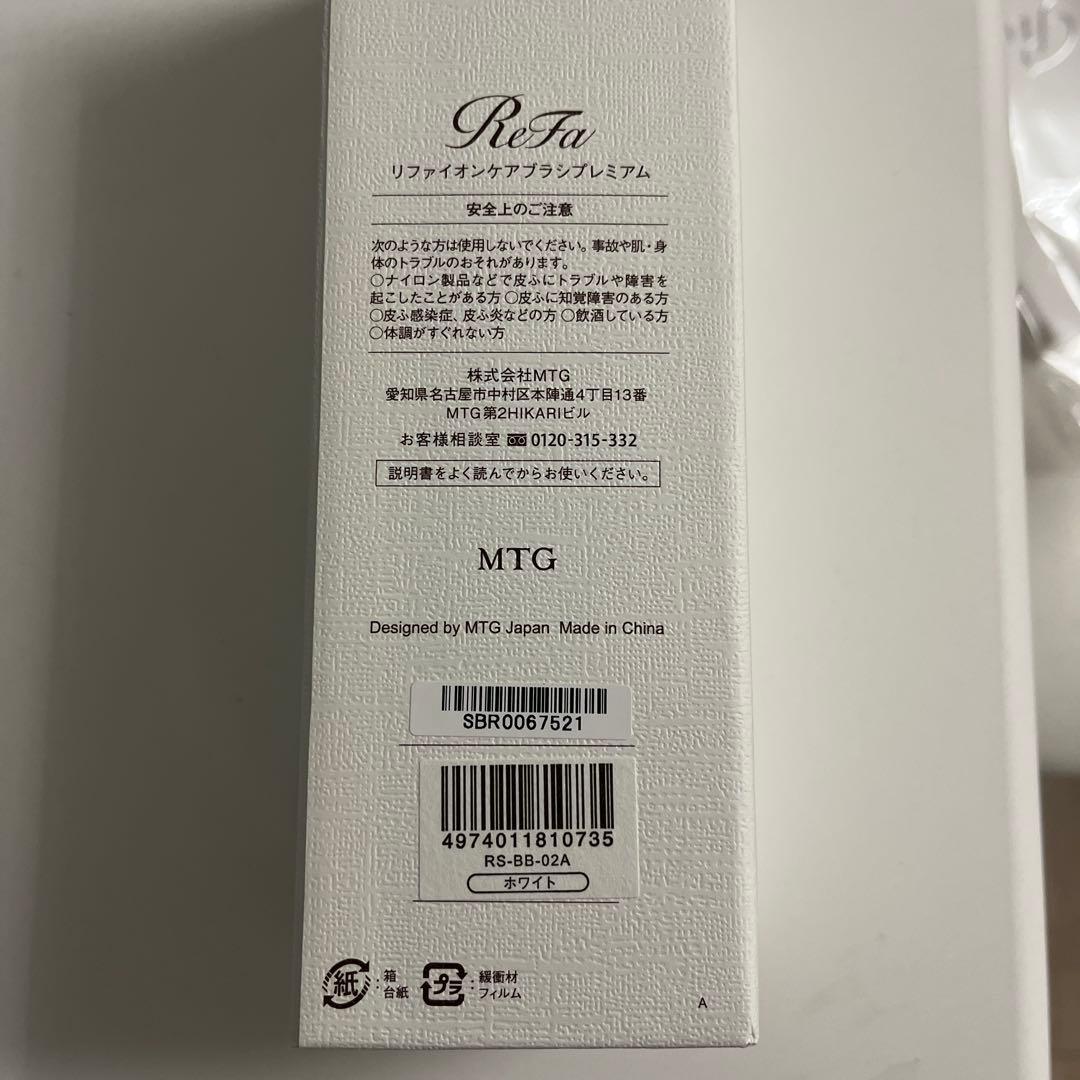 ReFa
リファイオンケアブラシプレミアム
安全上のご注意
次のような方は使用しないでください。事故や肌・身
体のトラブルのおそれがあります。
○ナイロン製品などで皮ふにトラブルや障害を
起こしたことがある方 ○皮ふに知覚障害のある方
○皮ふ感染症、皮ふ炎などの方 ○飲酒している方
○体調がすぐれない方
株式会社MTG
愛知県名古屋市中村区本陣通4丁目13番
MTG第2HIKARIビル
お客様相談室 0120-315-332
説明書をよく読んでからお使いください。
MTG
Designed by MTG Japan Made in China
SBR0067521
4974011810735
RS-BB-02A
ホワイト
紙 : 箱
台紙
プラ : 緩衝材
フィルム
A